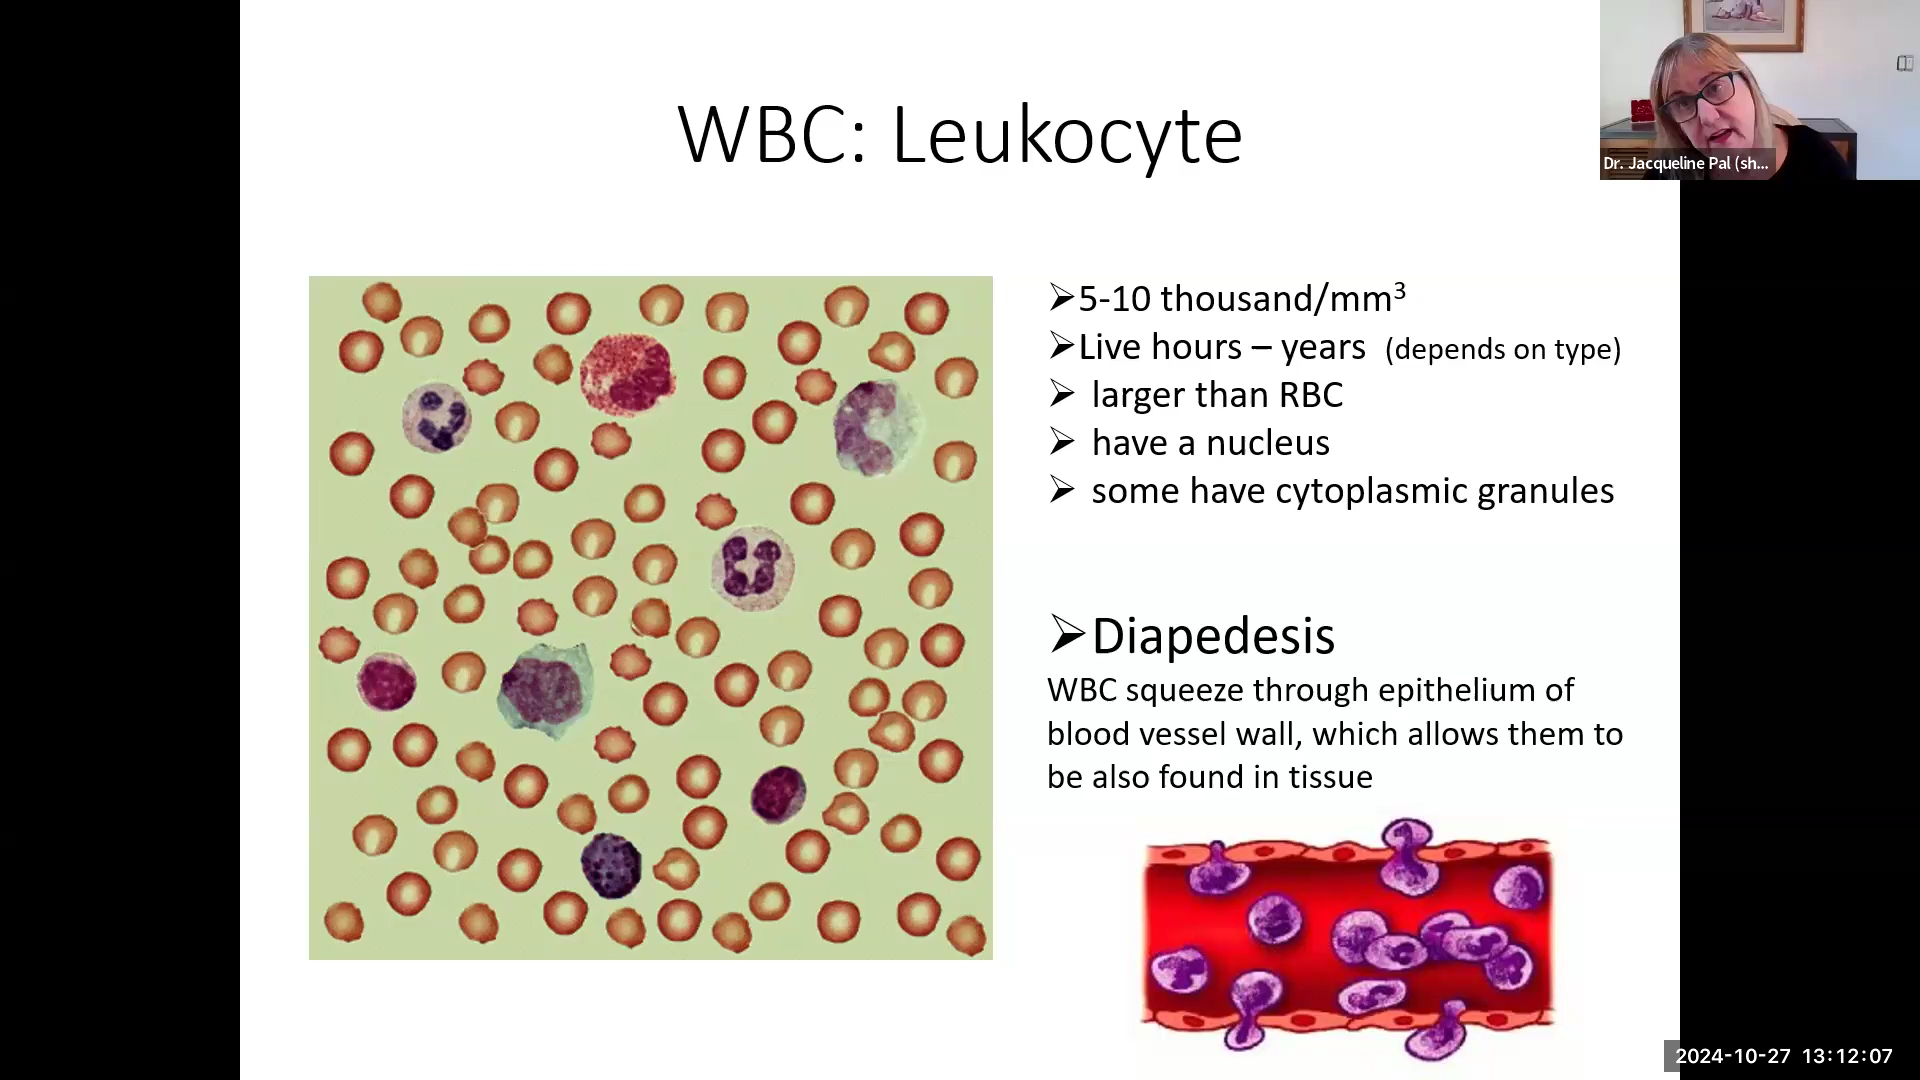 WBC: Leukocyte
Dr. Jacqueline Pal (sh...
➢5-10 thousand/mm³
➢Live hours – years (depends on type)
➢ larger than RBC
➢ have a nucleus
➢ some have cytoplasmic granules
➢Diapedesis
WBC squeeze through epithelium of
blood vessel wall, which allows them to
be also found in tissue
2024-10-27 13:12:07